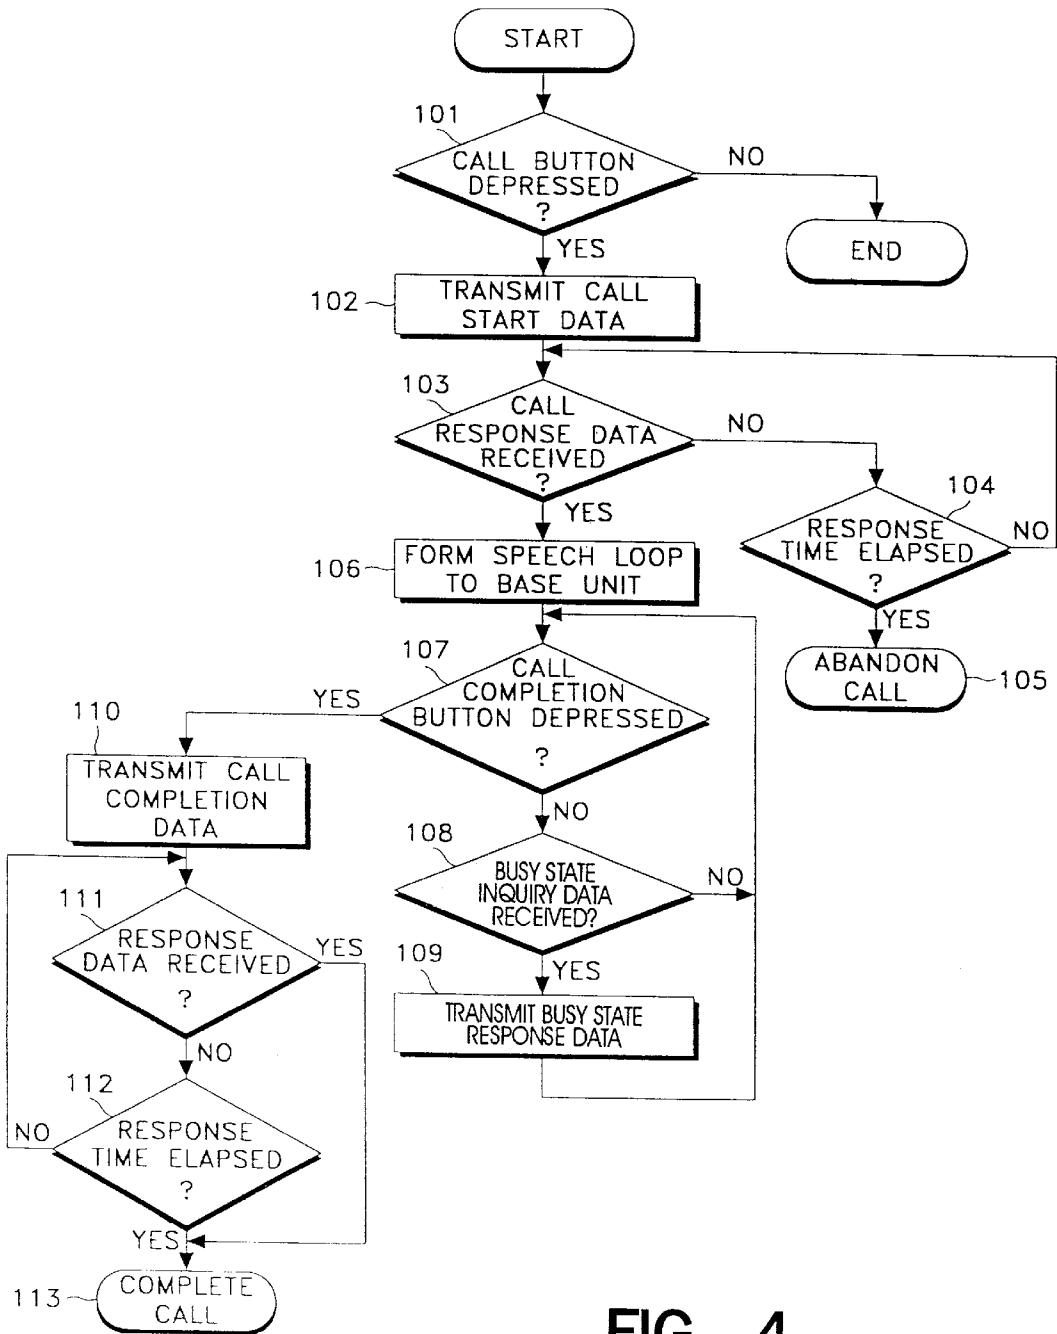 START
101
CALL BUTTON
DEPRESSED
?
NO
END
YES
102
TRANSMIT CALL
START DATA
103
CALL
RESPONSE DATA
RECEIVED
?
NO
YES
104
RESPONSE
TIME ELAPSED
?
NO
YES
ABANDON
CALL
105
106
FORM SPEECH LOOP
TO BASE UNIT
107
CALL
COMPLETION
BUTTON DEPRESSED
?
YES
NO
108
BUSY STATE
INQUIRY DATA
RECEIVED?
NO
YES
109
TRANSMIT BUSY STATE
RESPONSE DATA
110
TRANSMIT CALL
COMPLETION
DATA
111
RESPONSE
DATA RECEIVED
?
YES
NO
112
RESPONSE
TIME ELAPSED
?
NO
YES
113
COMPLETE
CALL
FIG. 4